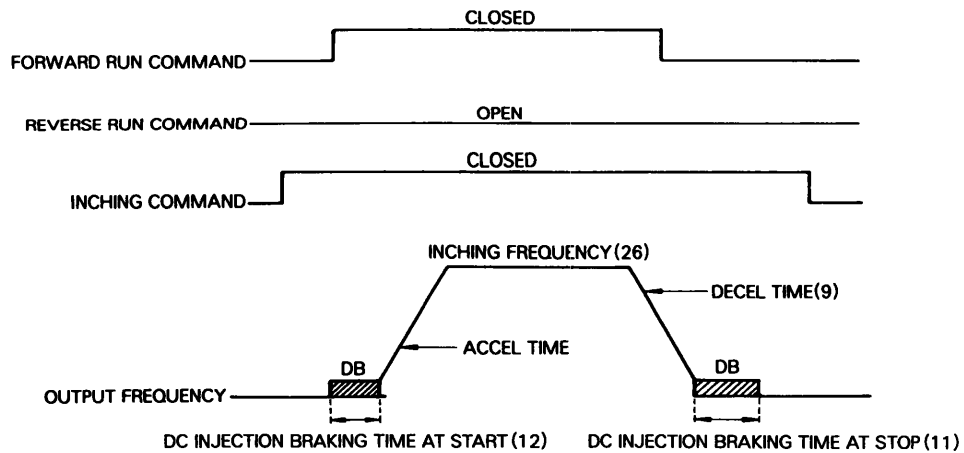 CLOSED
FORWARD RUN COMMAND
OPEN
REVERSE RUN COMMAND
CLOSED
INCHING COMMAND
INCHING FREQUENCY (26)
DECEL TIME(9)
ACCEL TIME
DB
DB
OUTPUT FREQUENCY
DC INJECTION BRAKING TIME AT START (12)
DC INJECTION BRAKING TIME AT STOP (11)